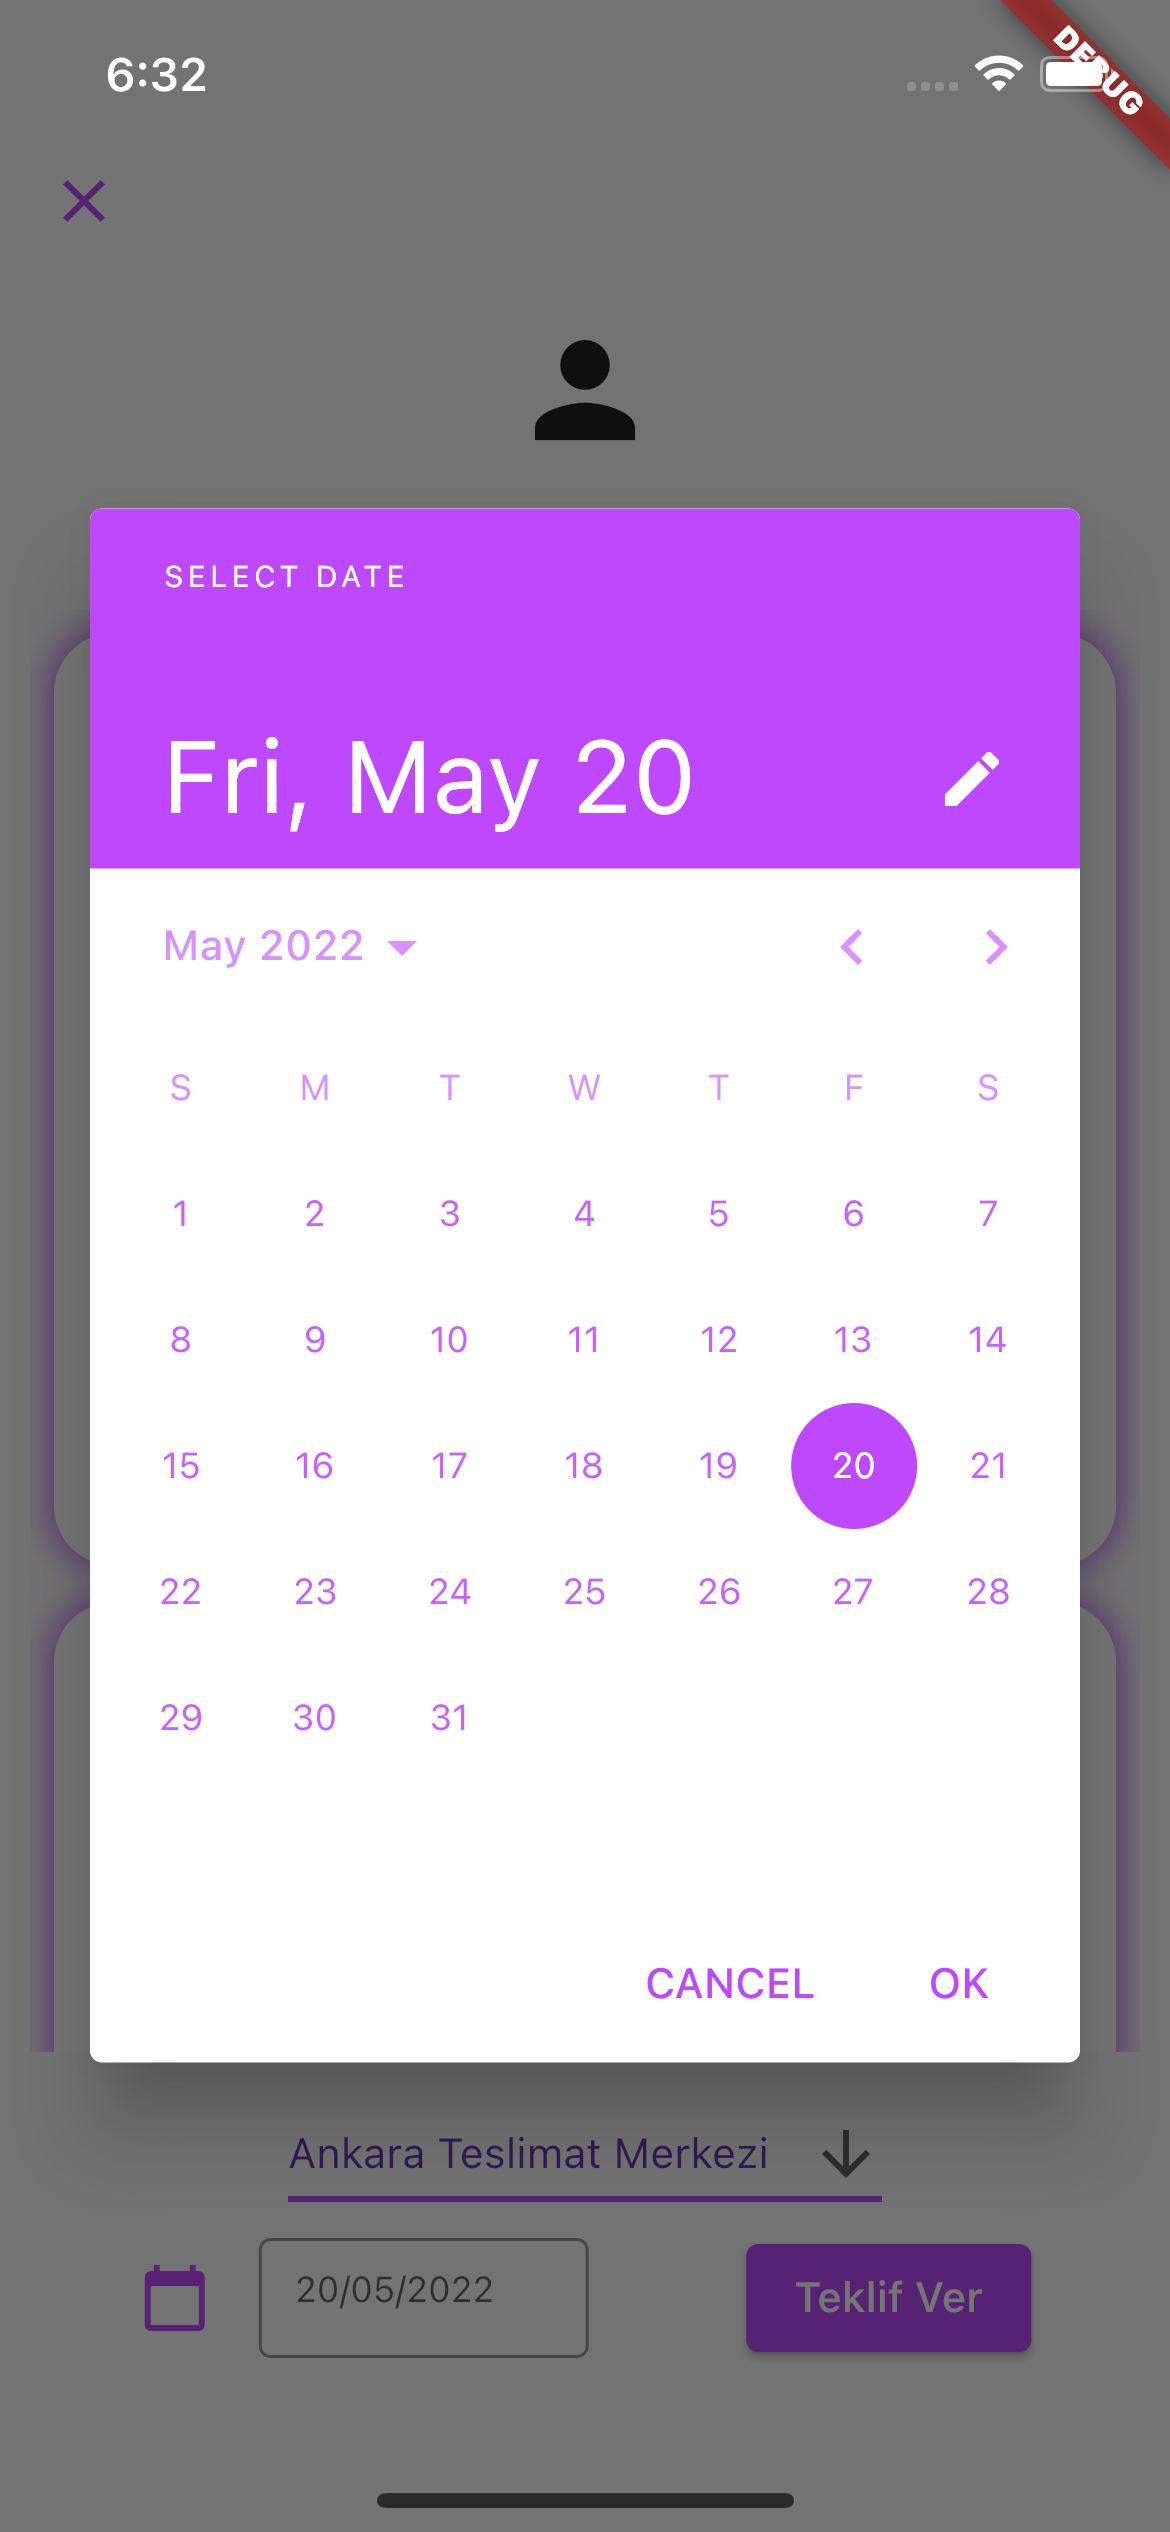 6:32
DEBUG
SELECT DATE
Fri, May 20
May 2022
S M T W T F S
1 2 3 4 5 6 7
8 9 10 11 12 13 14
15 16 17 18 19 20 21
22 23 24 25 26 27 28
29 30 31
CANCEL OK
Ankara Teslimat Merkezi
20/05/2022 Teklif Ver